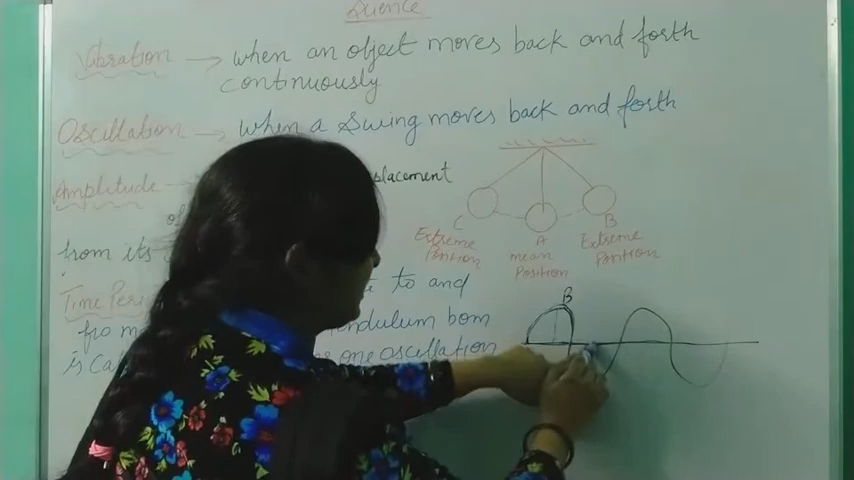 Science
Vibration → when an object moves back and forth
continuously
Oscillation → when a swing moves back and forth
Amplitude → placement
from its
Time Peri to and
fro m ndulum bom
is ca one oscillation
C
B
A
Extreme
Position
mean
Position
Extreme
Position
B